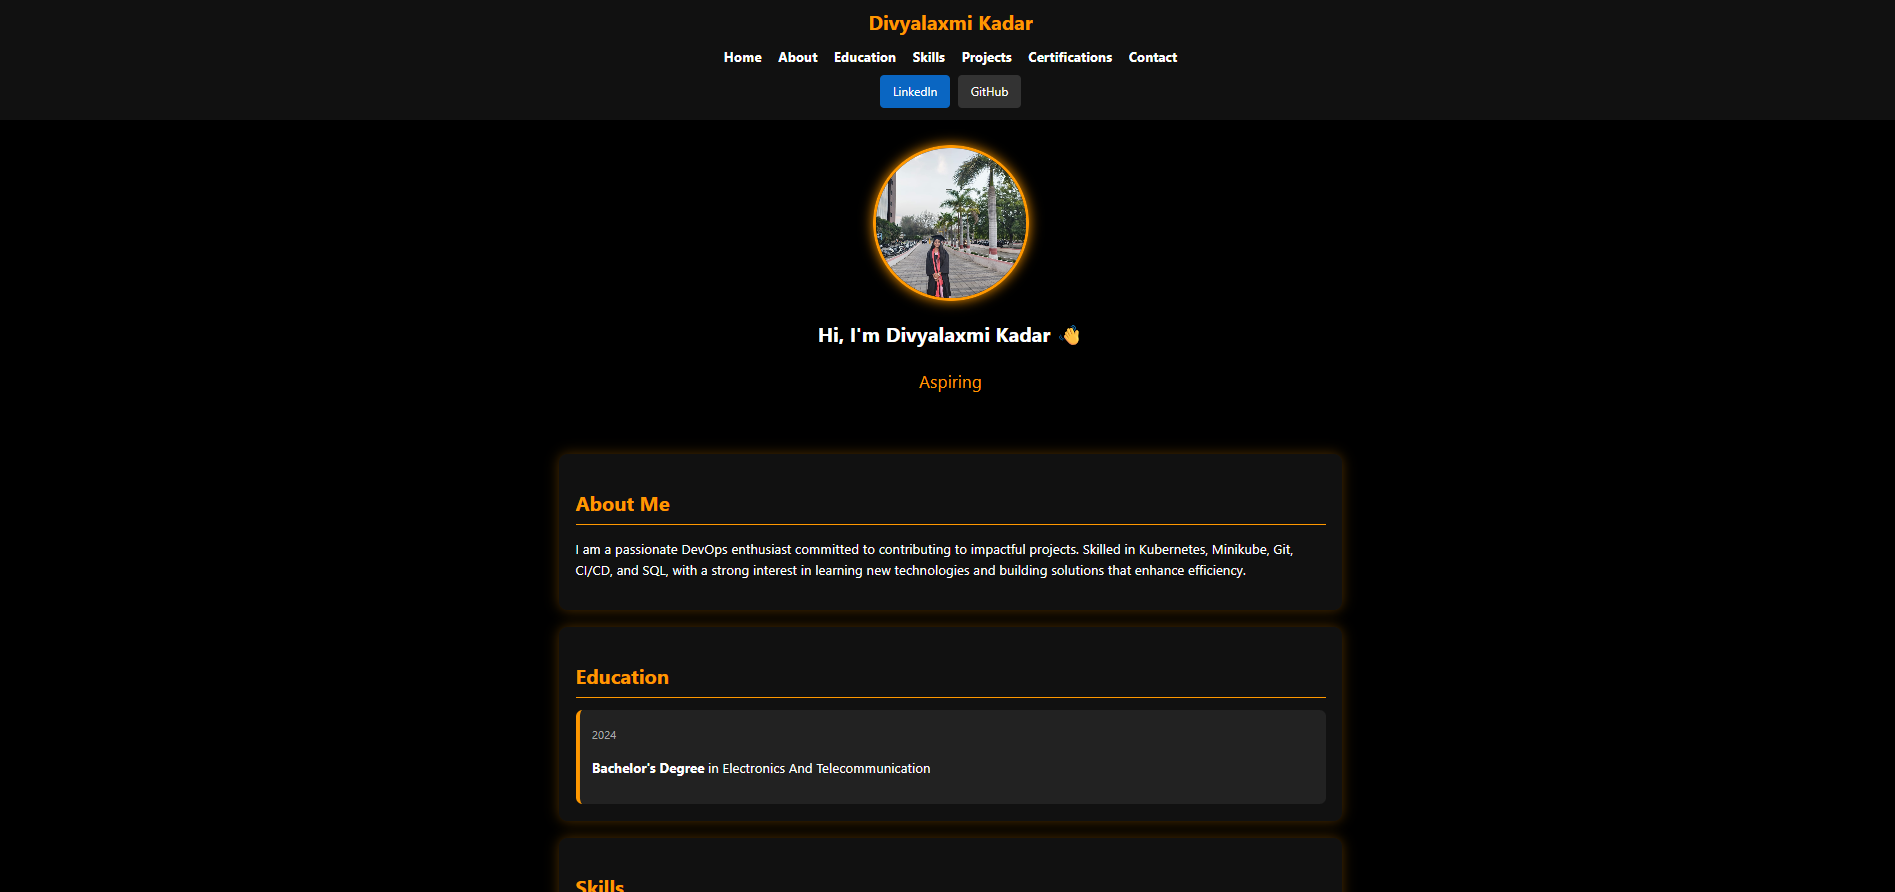 Divyalaxmi Kadar
Home About Education Skills Projects Certifications Contact
LinkedIn GitHub
Hi, I'm Divyalaxmi Kadar 👋
Aspiring
About Me
I am a passionate DevOps enthusiast committed to contributing to impactful projects. Skilled in Kubernetes, Minikube, Git,
CI/CD, and SQL, with a strong interest in learning new technologies and building solutions that enhance efficiency.
Education
2024
Bachelor's Degree in Electronics And Telecommunication
Skills